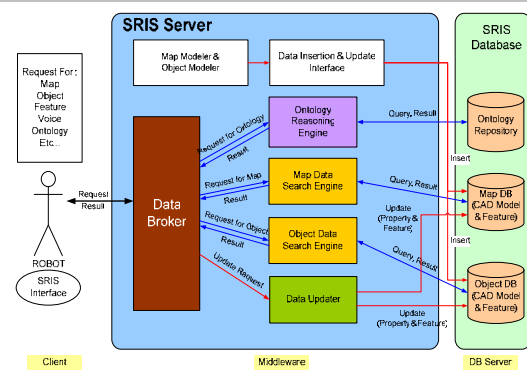 SRIS Server
SRIS
Database
Request For :
Map
Object
Feature
Voice
Ontology
Etc...
Map Modeler &
Object Modeler
Data Insertion & Update
Interface
Ontology
Reasoning
Engine
Request for Ontology
Result
Query, Result
Ontology
Repository
Insert
Data
Broker
Request for Map
Result
Map Data
Search Engine
Query, Result
Map DB
(CAD Model
& Feature)
Request
Result
Update
(Property &
Feature)
Request for Object
Result
Object Data
Search Engine
Insert
Query, Result
ROBOT
SRIS
Interface
Update Request
Data Updater
Object DB
(CAD Model
& Feature)
Update
(Property & Feature)
Client
Middleware
DB Server